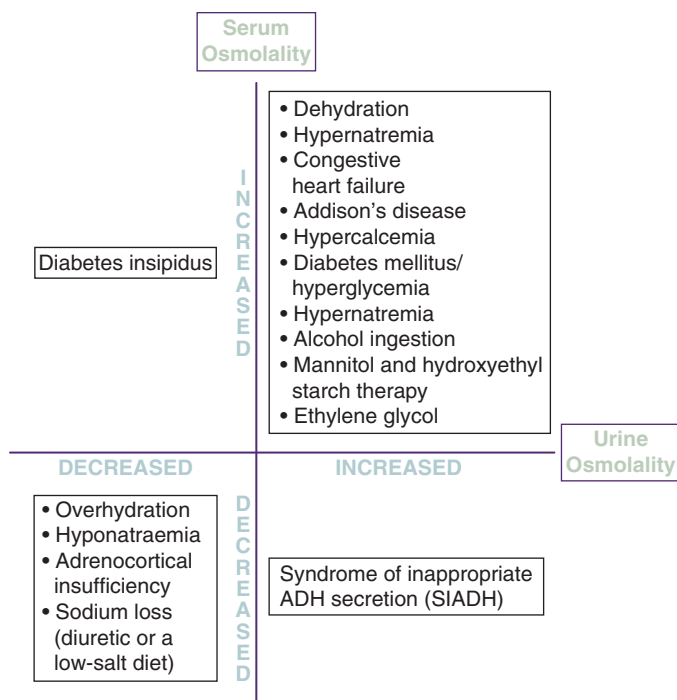 Serum
Osmolality
INCREASED
• Dehydration
• Hypernatremia
• Congestive
heart failure
• Addison's disease
• Hypercalcemia
• Diabetes mellitus/
hyperglycemia
• Hypernatremia
• Alcohol ingestion
• Mannitol and hydroxyethyl
starch therapy
• Ethylene glycol
Diabetes insipidus
Urine
Osmolality
DECREASED
INCREASED
• Overhydration
• Hyponatraemia
• Adrenocortical
insufficiency
• Sodium loss
(diuretic or a
low-salt diet)
DECREASED
Syndrome of inappropriate
ADH secretion (SIADH)